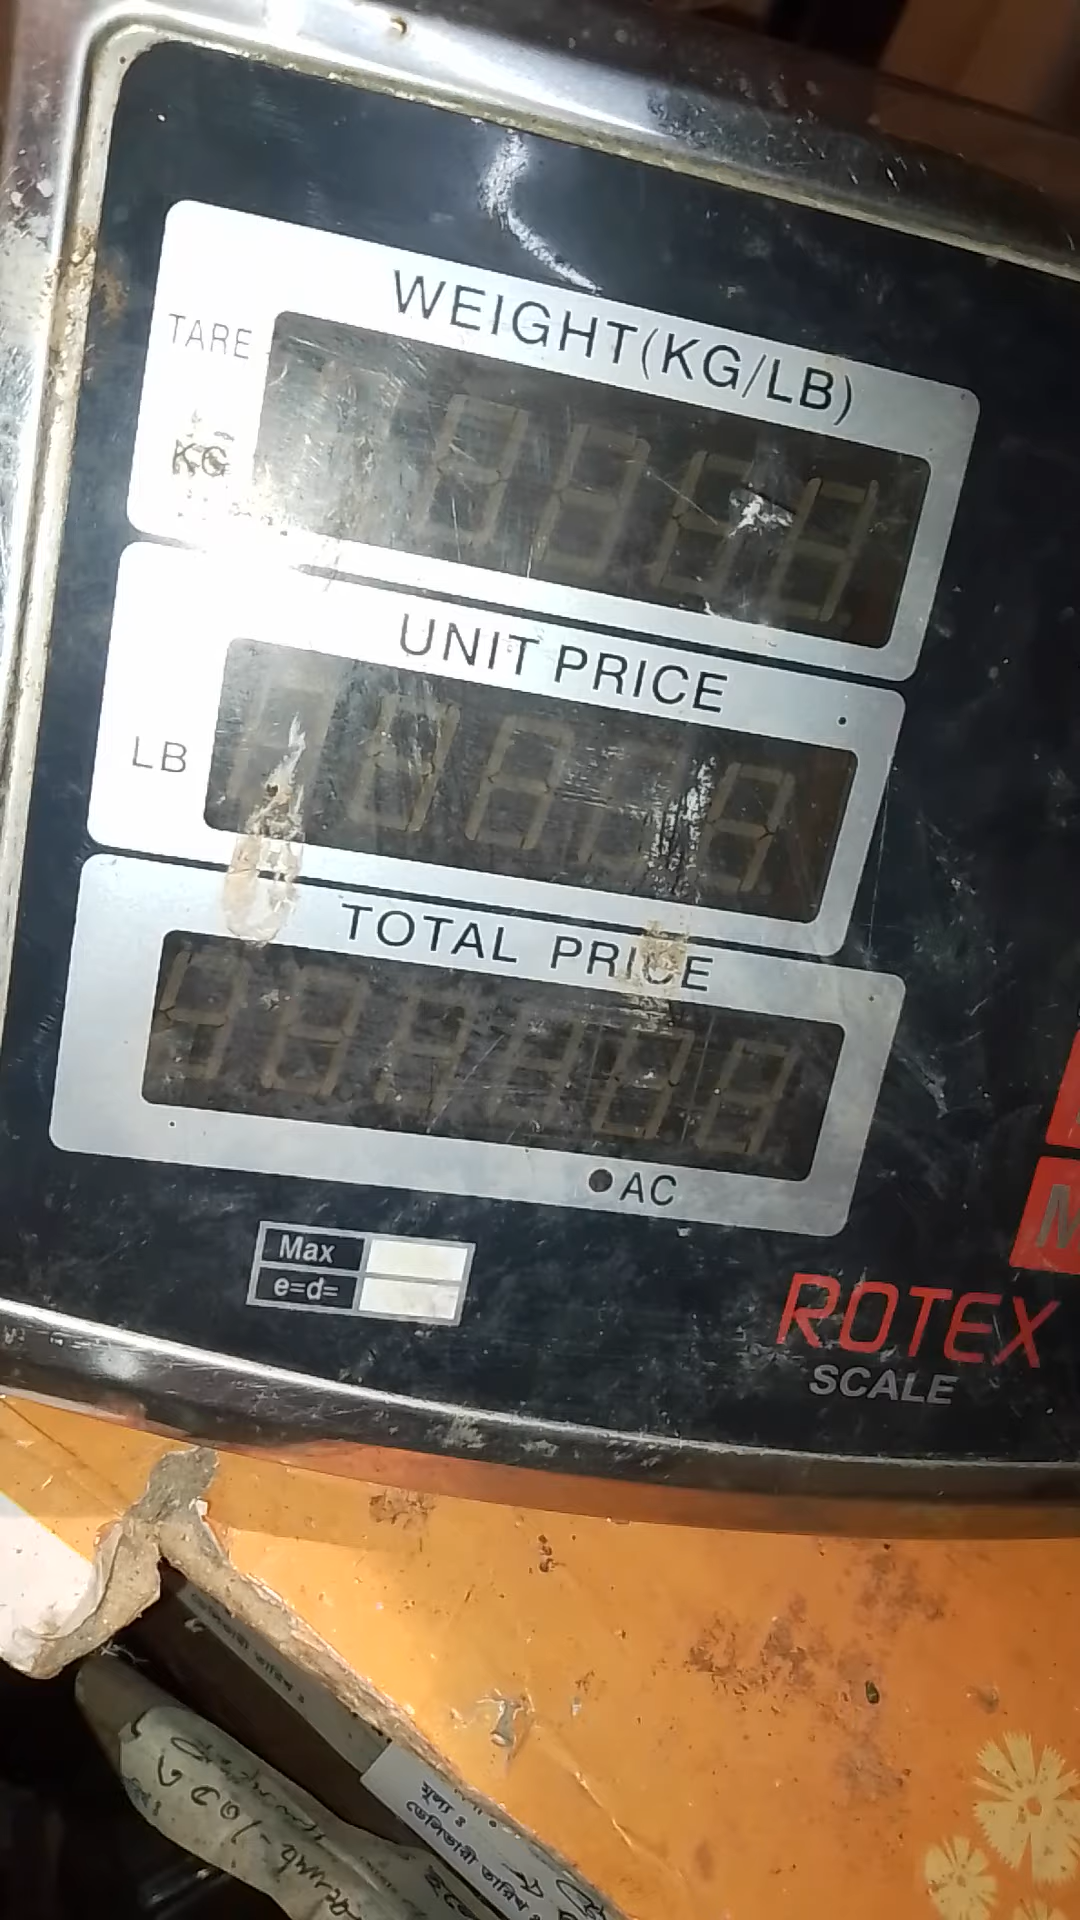 WEIGHT(KG/LB)
TARE
KG
UNIT PRICE
LB
TOTAL PRICE
AC
Max
e=d=
M
ROTEX
SCALE